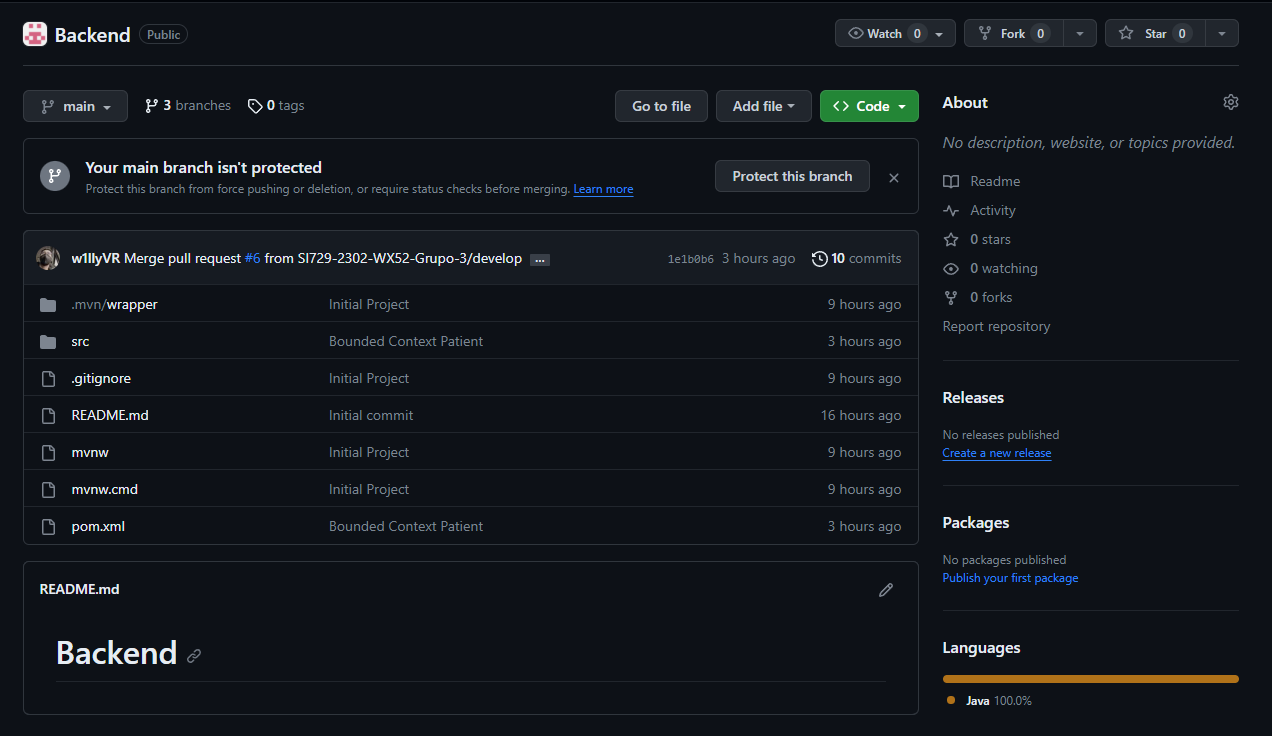 Backend Public Watch 0 Fork 0 Star 0
main 3 branches 0 tags Go to file Add file Code
Your main branch isn't protected
Protect this branch from force pushing or deletion, or require status checks before merging. Learn more
Protect this branch
w1llyVR Merge pull request #6 from SI729-2302-WX52-Grupo-3/develop ... 1e1b0b6 3 hours ago 10 commits
.mvn/wrapper Initial Project 9 hours ago
src Bounded Context Patient 3 hours ago
.gitignore Initial Project 9 hours ago
README.md Initial commit 16 hours ago
mvnw Initial Project 9 hours ago
mvnw.cmd Initial Project 9 hours ago
pom.xml Bounded Context Patient 3 hours ago
README.md
Backend
About
No description, website, or topics provided.
Readme
Activity
0 stars
0 watching
0 forks
Report repository
Releases
No releases published
Create a new release
Packages
No packages published
Publish your first package
Languages
Java 100.0%